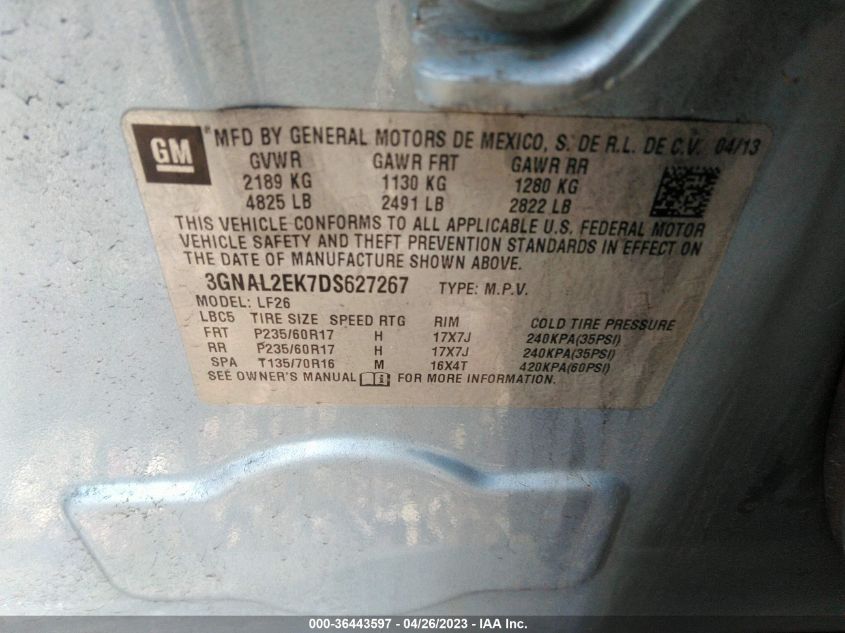 GM
MFD BY GENERAL MOTORS DE MEXICO, S. DE R.L. DE C.V. 04/13
GVWR GAWR FRT GAWR RR
2189 KG 1130 KG 1280 KG
4825 LB 2491 LB 2822 LB
THIS VEHICLE CONFORMS TO ALL APPLICABLE U.S. FEDERAL MOTOR
VEHICLE SAFETY AND THEFT PREVENTION STANDARDS IN EFFECT ON
THE DATE OF MANUFACTURE SHOWN ABOVE.
3GNAL2EK7DS627267 TYPE: M.P.V.
MODEL: LF26
LBC5 TIRE SIZE SPEED RTG RIM COLD TIRE PRESSURE
FRT P235/60R17 H 17X7J 240KPA(35PSI)
RR P235/60R17 H 17X7J 240KPA(35PSI)
SPA T135/70R16 M 16X4T 420KPA(60PSI)
SEE OWNER'S MANUAL FOR MORE INFORMATION.
000-36443597 - 04/26/2023 - IAA Inc.